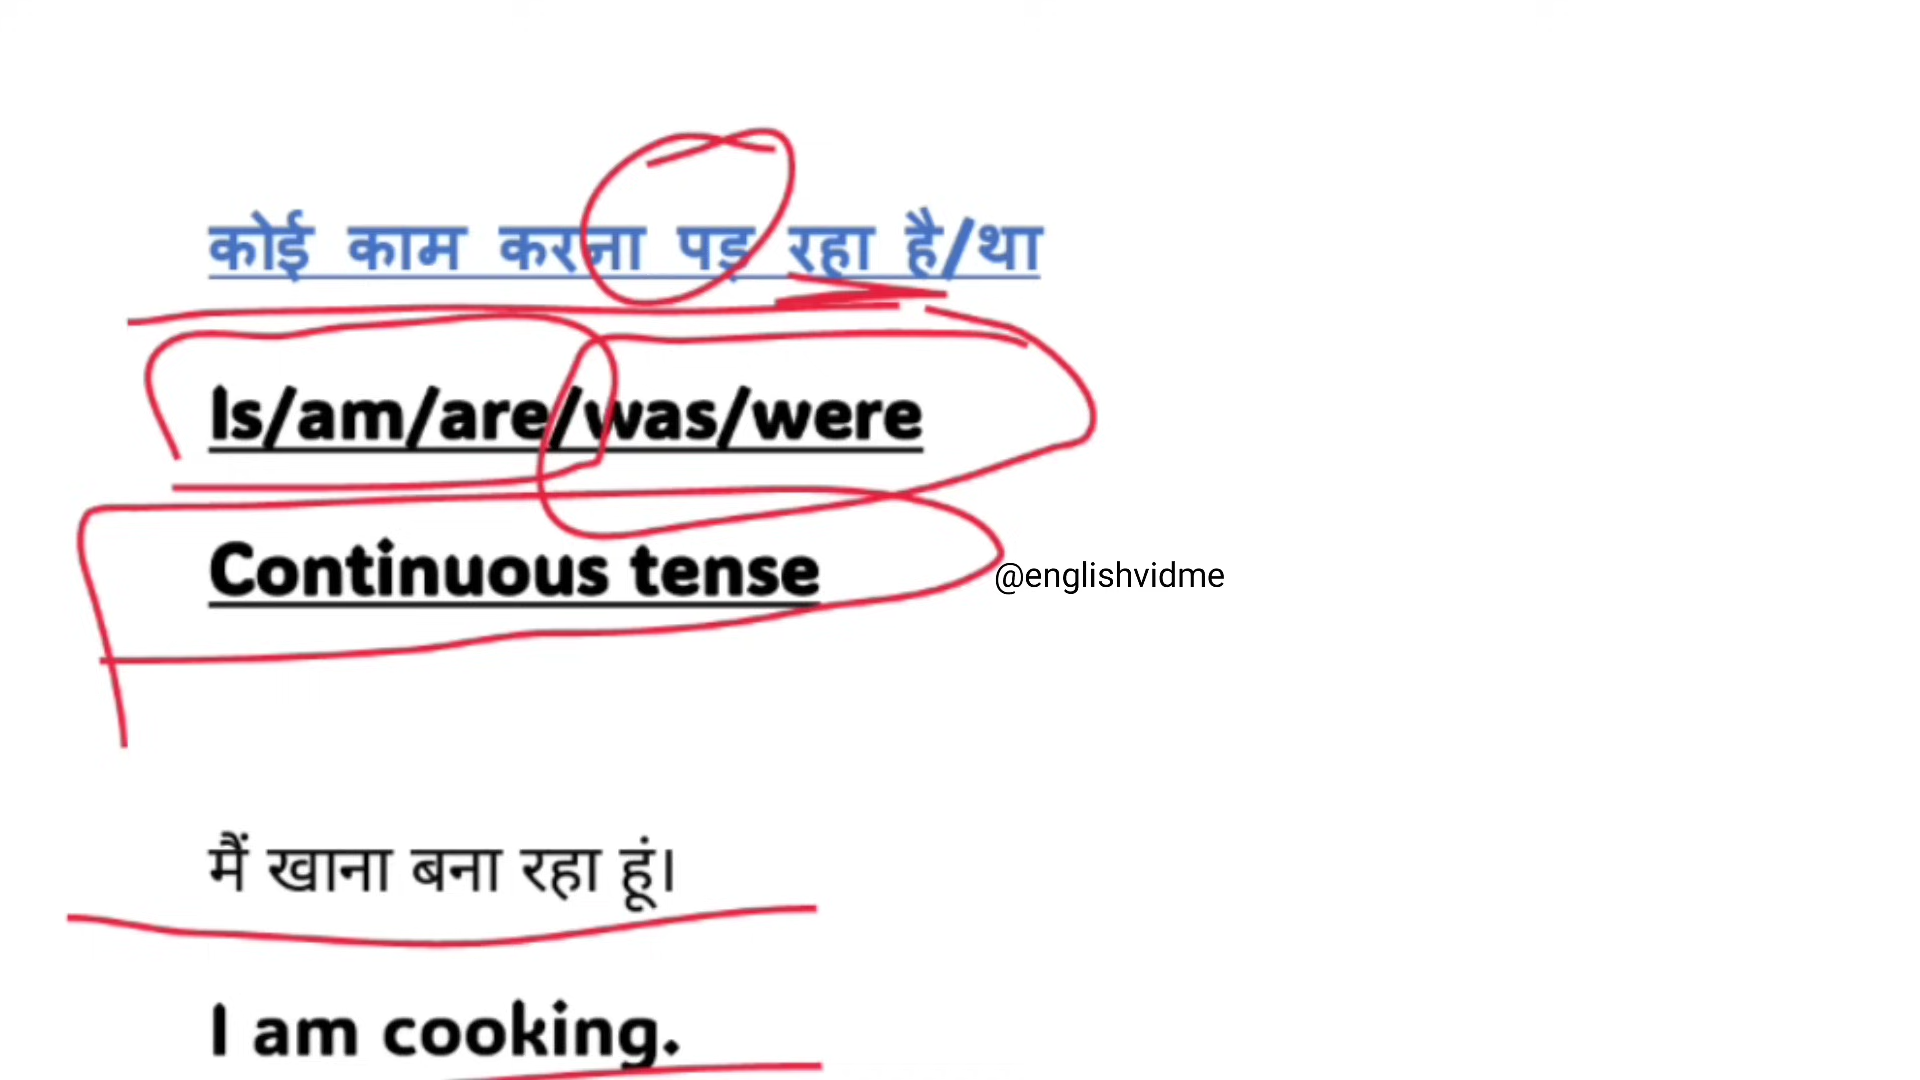 कोई काम करना पड़ रहा है/था
Is/am/are/was/were
Continuous tense
@englishvidme
मैं खाना बना रहा हूं।
I am cooking.